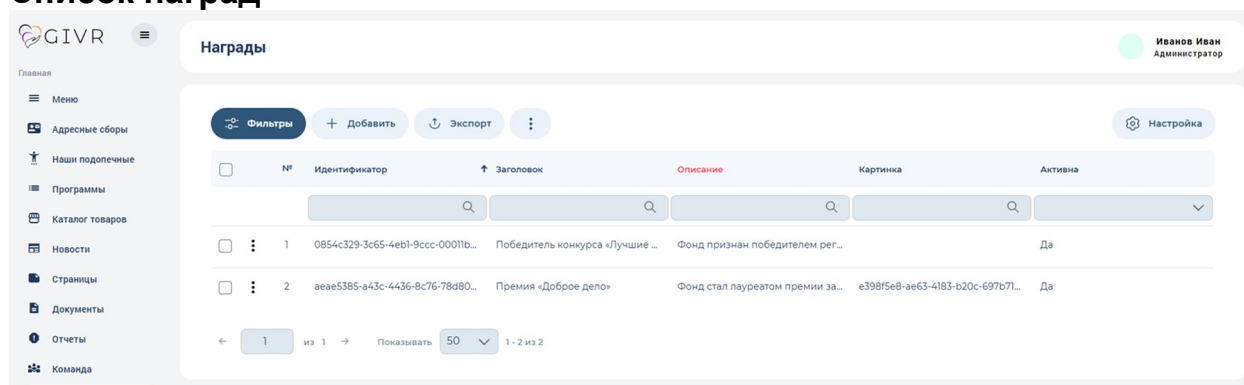 Список наград
GIVR
Награды
Иванов Иван
Администратор
Главная
Меню
Адресные сборы
Наши подопечные
Программы
Каталог товаров
Новости
Страницы
Документы
Отчеты
Команда
Фильтры
Добавить
Экспорт
Настройка
№ Идентификатор Заголовок Описание Картинка Активна
1 0854c329-3c65-4eb1-9ccc-00011b... Победитель конкурса «Лучшие ... Фонд признан победителем рег... Да
2 aeae5385-a43c-4436-8c76-78d80... Премия «Доброе дело» Фонд стал лауреатом премии за... e398f5e8-ae63-4183-b20c-697b71... Да
1 из 1 Показывать 50 1 - 2 из 2